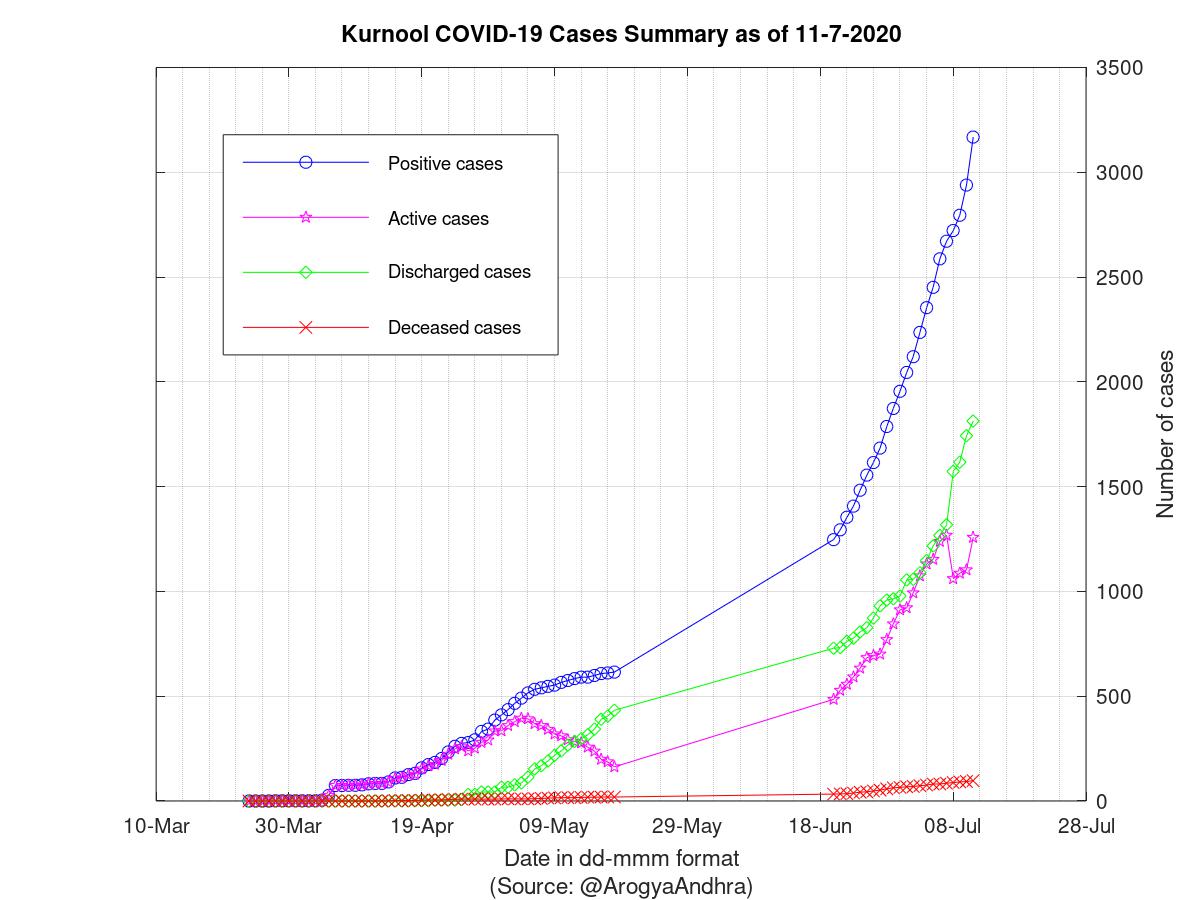 Kurnool COVID-19 Cases Summary as of 11-7-2020
Positive cases
Active cases
Discharged cases
Deceased cases
3500
3000
2500
2000
1500
1000
500
0
Number of cases
10-Mar 30-Mar 19-Apr 09-May 29-May 18-Jun 08-Jul 28-Jul
Date in dd-mmm format
(Source: @ArogyaAndhra)